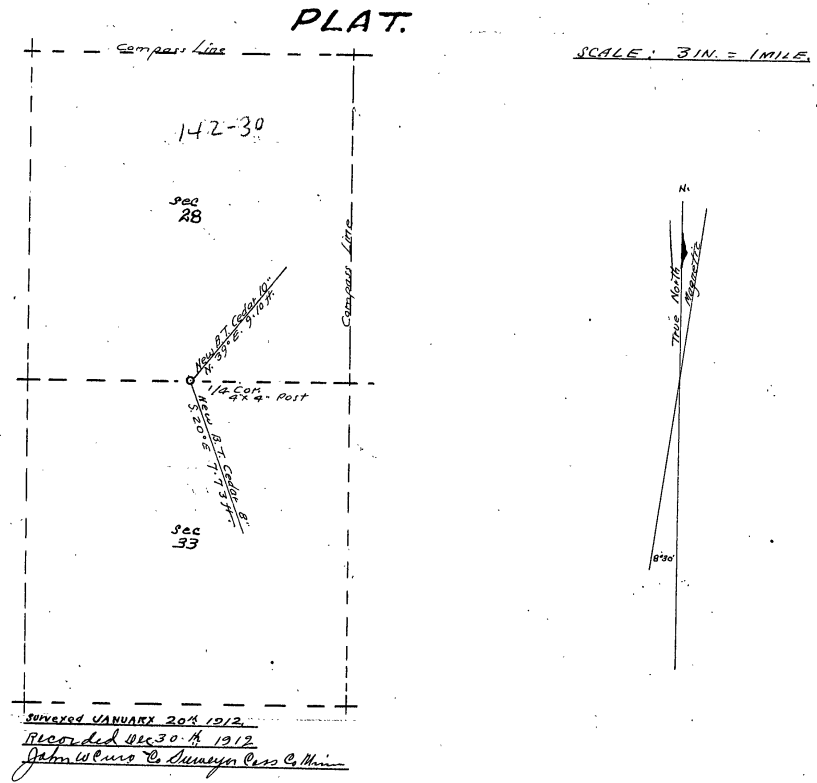 PLAT.
Compass Line
SCALE: 3 IN. = 1 MILE.
142-30
Sec
28
Compass Line
N.
True North
Magnetic
New B.T. Cedar 10"
N. 39° E. 9.10 ft.
1/4 Cor.
4 x 4" Post
New B.T. Cedar 8"
S. 20° E 7.73 ft.
Sec
33
8°30'
Surveyed JANUARY 20th 1912.
Recorded Dec 30th 1912
John W Curo Co Surveyor Cass Co Minn